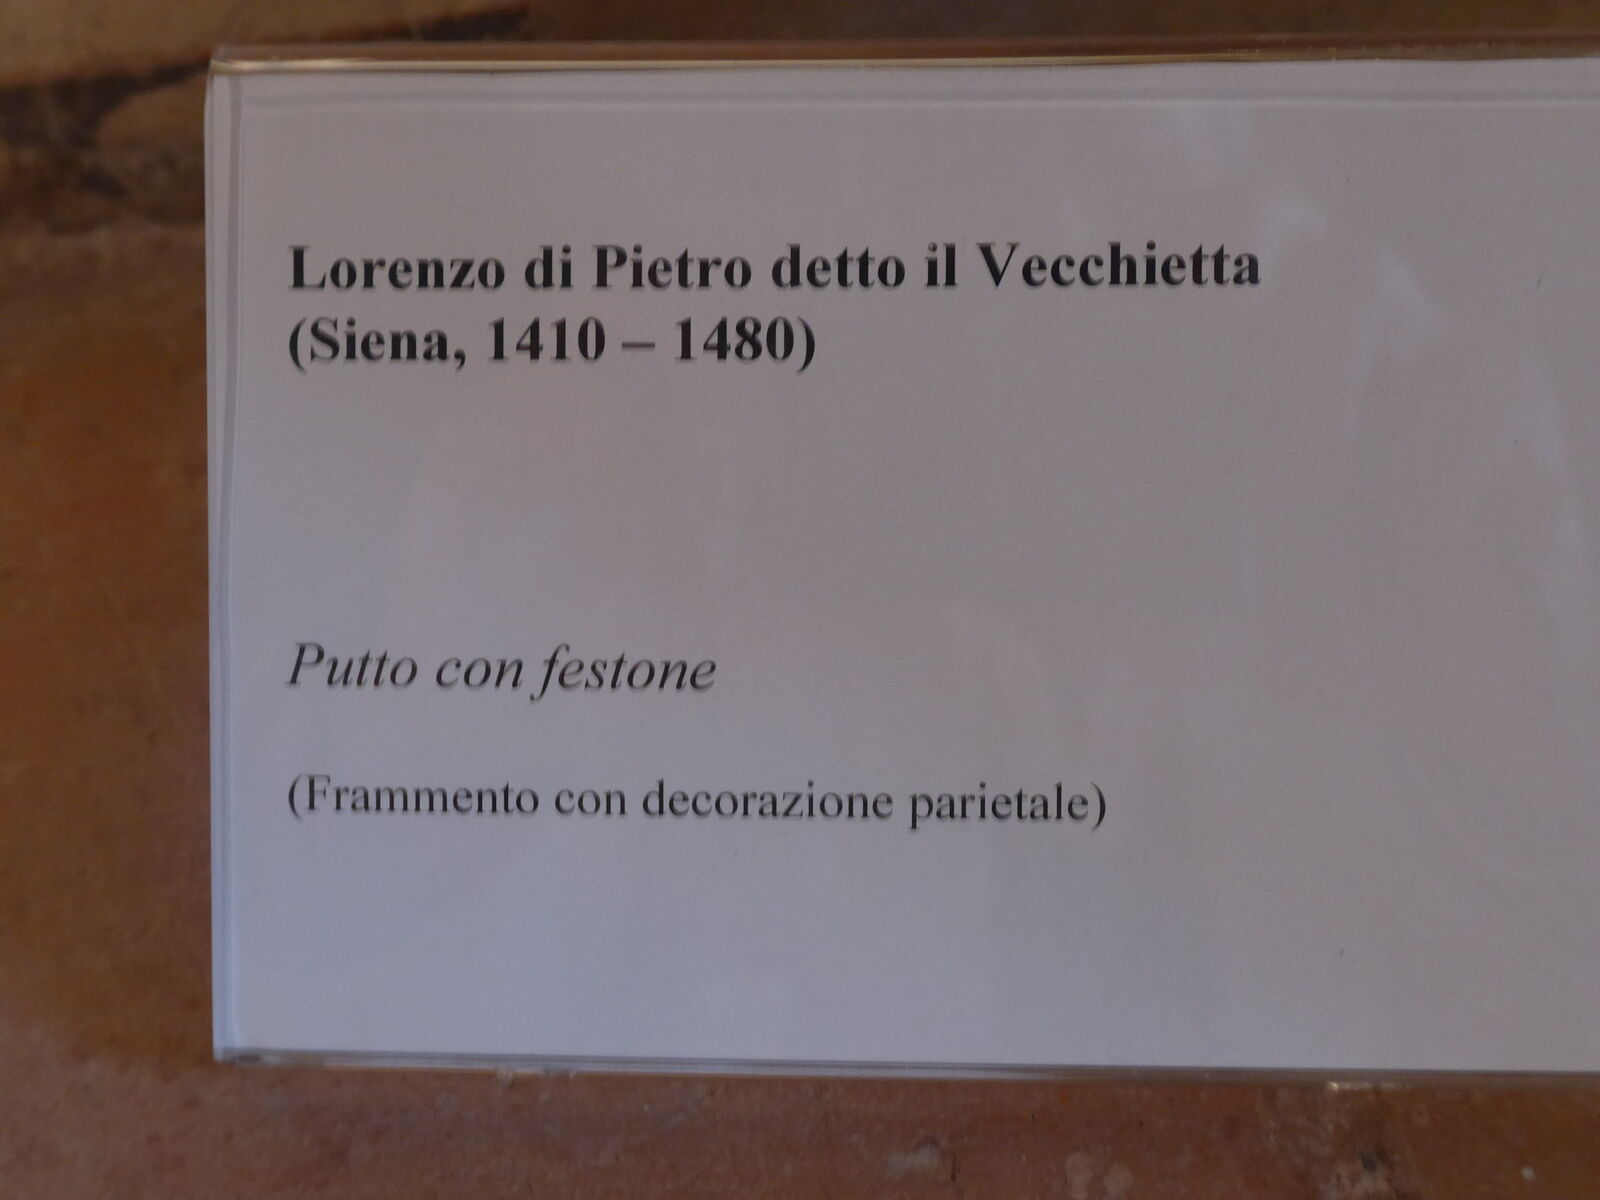 Lorenzo di Pietro detto il Vecchietta
(Siena, 1410 – 1480)
Putto con festone
(Frammento con decorazione parietale)